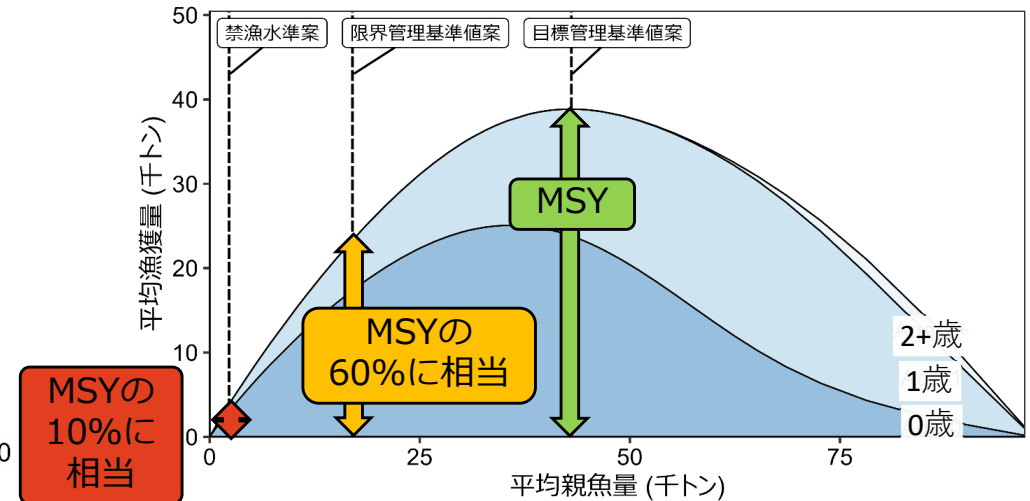 50
禁漁水準案
限界管理基準値案
目標管理基準値案
40
30
20
10
0
平均漁獲量 (千トン)
MSY
MSYの
60%に相当
MSYの
10%に
相当
2+歳
1歳
0歳
0
0
25
50
75
平均親魚量 (千トン)